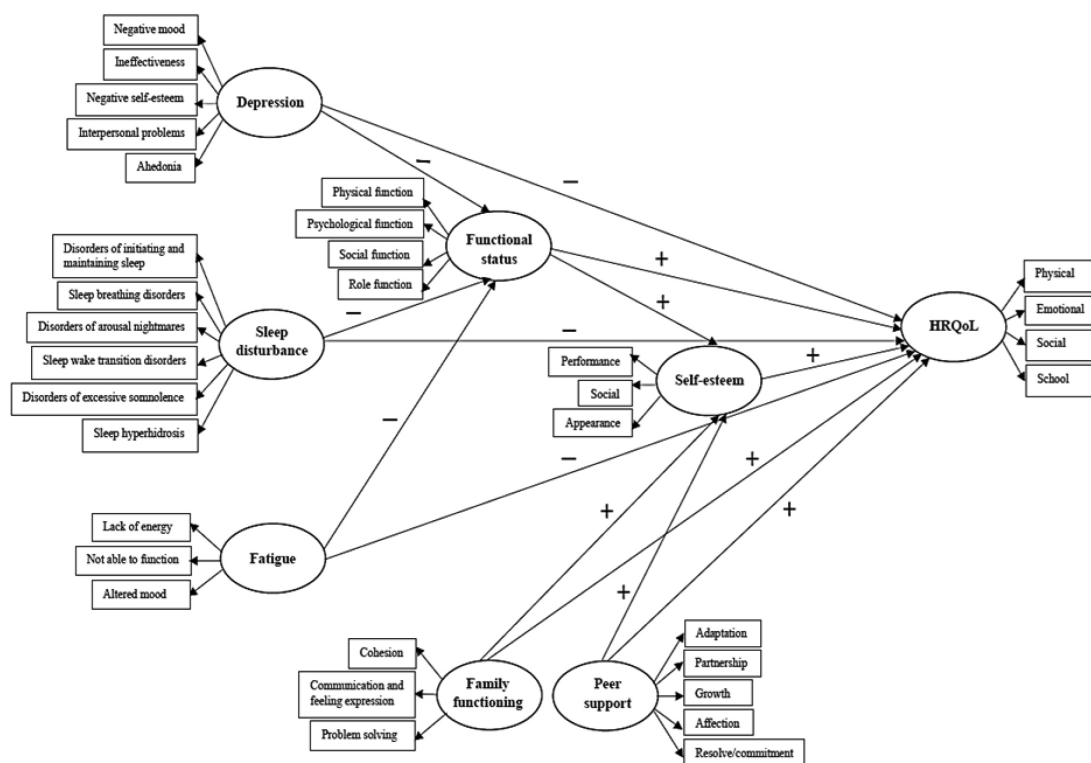 Negative mood
Ineffectiveness
Negative self-esteem
Interpersonal problems
Ahedonia
Depression
–
–
Physical function
Psychological function
Social function
Role function
Functional
status
+
+
Disorders of initiating and
maintaining sleep
Sleep breathing disorders
Disorders of arousal nightmares
Sleep wake transition disorders
Disorders of excessive somnolence
Sleep hyperhidrosis
Sleep
disturbance
–
–
HRQoL
Physical
Emotional
Social
School
Performance
Social
Appearance
Self-esteem
+
–
–
Lack of energy
Not able to function
Altered mood
Fatigue
+
+
+
+
Cohesion
Communication and
feeling expression
Problem solving
Family
functioning
Peer
support
Adaptation
Partnership
Growth
Affection
Resolve/commitment